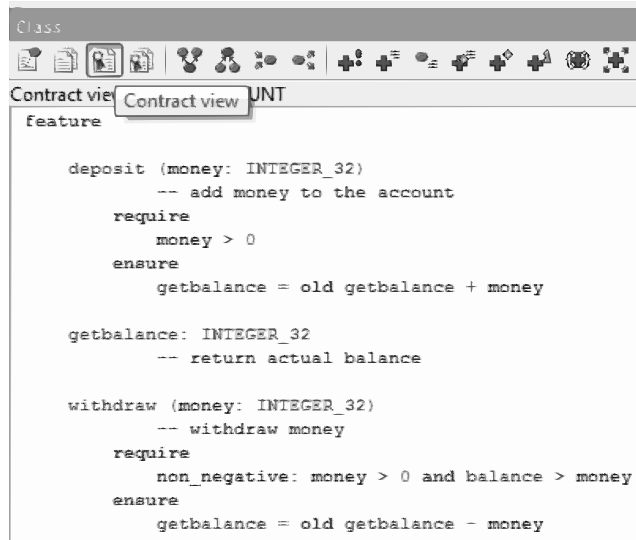 Class
Contract vie
Contract view
UNT
feature
deposit (money: INTEGER_32)
-- add money to the account
require
money > 0
ensure
getbalance = old getbalance + money
getbalance: INTEGER_32
-- return actual balance
withdraw (money: INTEGER_32)
-- withdraw money
require
non_negative: money > 0 and balance > money
ensure
getbalance = old getbalance - money